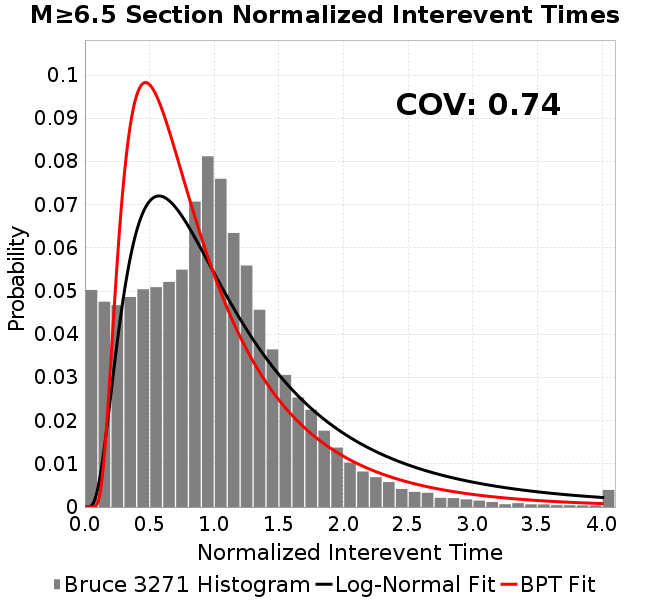 M≥6.5 Section Normalized Interevent Times
COV: 0.74
Probability
0.1
0.09
0.08
0.07
0.06
0.05
0.04
0.03
0.02
0.01
0
0.0 0.5 1.0 1.5 2.0 2.5 3.0 3.5 4.0
Normalized Interevent Time
Bruce 3271 Histogram Log-Normal Fit BPT Fit